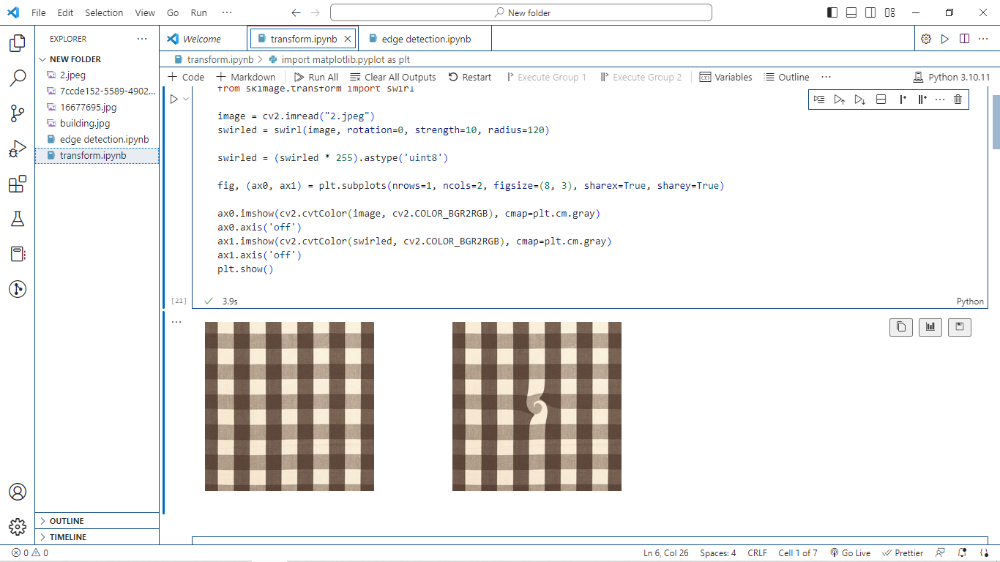 File Edit Selection View Go Run ··· New folder
EXPLORER ···
Welcome transform.ipynb edge detection.ipynb ···
NEW FOLDER
2.jpeg
7ccde152-5589-4902...
16677695.jpg
building.jpg
edge detection.ipynb
transform.ipynb
OUTLINE
TIMELINE
transform.ipynb > import matplotlib.pyplot as plt
Code Markdown Run All Clear All Outputs Restart Execute Group 1 Execute Group 2 Variables Outline ··· Python 3.10.11
from skimage.transform import swirl
image = cv2.imread("2.jpeg")
swirled = swirl(image, rotation=0, strength=10, radius=120)
swirled = (swirled * 255).astype('uint8')
fig, (ax0, ax1) = plt.subplots(nrows=1, ncols=2, figsize=(8, 3), sharex=True, sharey=True)
ax0.imshow(cv2.cvtColor(image, cv2.COLOR_BGR2RGB), cmap=plt.cm.gray)
ax0.axis('off')
ax1.imshow(cv2.cvtColor(swirled, cv2.COLOR_BGR2RGB), cmap=plt.cm.gray)
ax1.axis('off')
plt.show()
[21] 3.9s Python
0 0 Ln 6, Col 26 Spaces: 4 CRLF Cell 1 of 7 Go Live Prettier